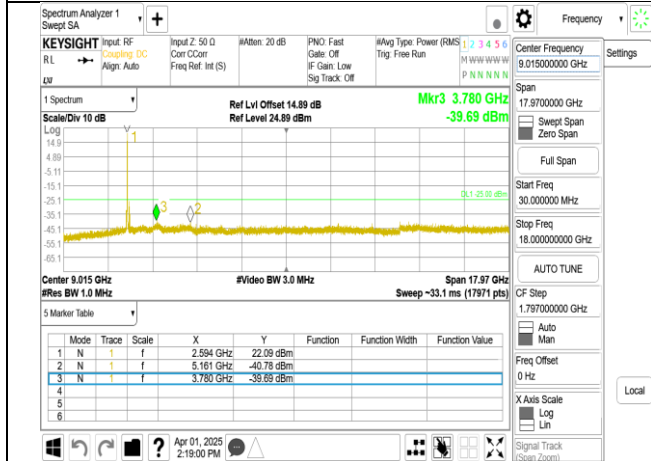 Spectrum Analyzer 1
Swept SA
+
Frequency
KEYSIGHT
RL
LXI
Input: RF
Coupling: DC
Align: Auto
Input Z: 50 Ω
Corr CCorr
Freq Ref: Int (S)
#Atten: 20 dB
PNO: Fast
Gate: Off
IF Gain: Low
Sig Track: Off
#Avg Type: Power (RMS
Trig: Free Run
1 2 3 4 5 6
M W W W W W
P N N N N N
1 Spectrum
Scale/Div 10 dB
Ref Lvl Offset 14.89 dB
Ref Level 24.89 dBm
Mkr3 3.780 GHz
-39.69 dBm
Log
14.9
4.89
-5.11
-15.1
-25.1
-35.1
-45.1
-55.1
-65.1
1
3
2
DL1 -25.00 dBm
Center 9.015 GHz
#Res BW 1.0 MHz
#Video BW 3.0 MHz
Span 17.97 GHz
Sweep ~33.1 ms (17971 pts)
5 Marker Table
Mode Trace Scale X Y Function Function Width Function Value
1 N 1 f 2.594 GHz 22.09 dBm
2 N 1 f 5.161 GHz -40.78 dBm
3 N 1 f 3.780 GHz -39.69 dBm
4
5
6
?
Apr 01, 2025
2:19:00 PM
Center Frequency
9.015000000 GHz
Span
17.9700000 GHz
Swept Span
Zero Span
Full Span
Start Freq
30.000000 MHz
Stop Freq
18.000000000 GHz
AUTO TUNE
CF Step
1.797000000 GHz
Auto
Man
Freq Offset
0 Hz
X Axis Scale
Log
Lin
Signal Track
(Span Zoom)
Settings
Local